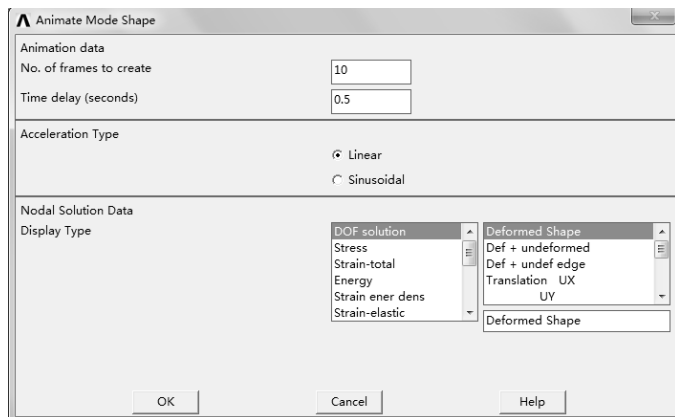 Animate Mode Shape
Animation data
No. of frames to create 10
Time delay (seconds) 0.5
Acceleration Type
Linear
Sinusoidal
Nodal Solution Data
Display Type
DOF solution Deformed Shape
Stress Def + undeformed
Strain-total Def + undef edge
Energy Translation UX
Strain ener dens UY
Strain-elastic Deformed Shape
OK Cancel Help